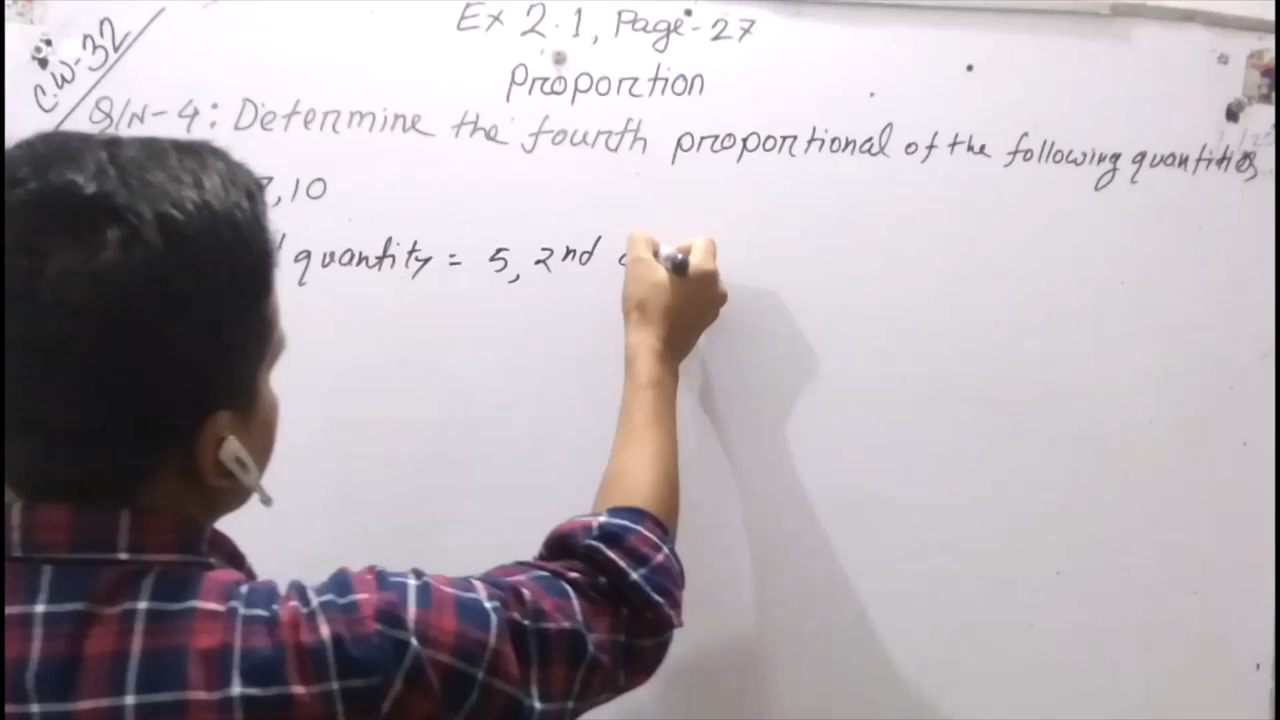 Ex 2.1, Page-27
C.W-32
Proportion
Q/N-4: Determine the fourth proportional of the following quantities
7,10
quantity = 5, 2nd